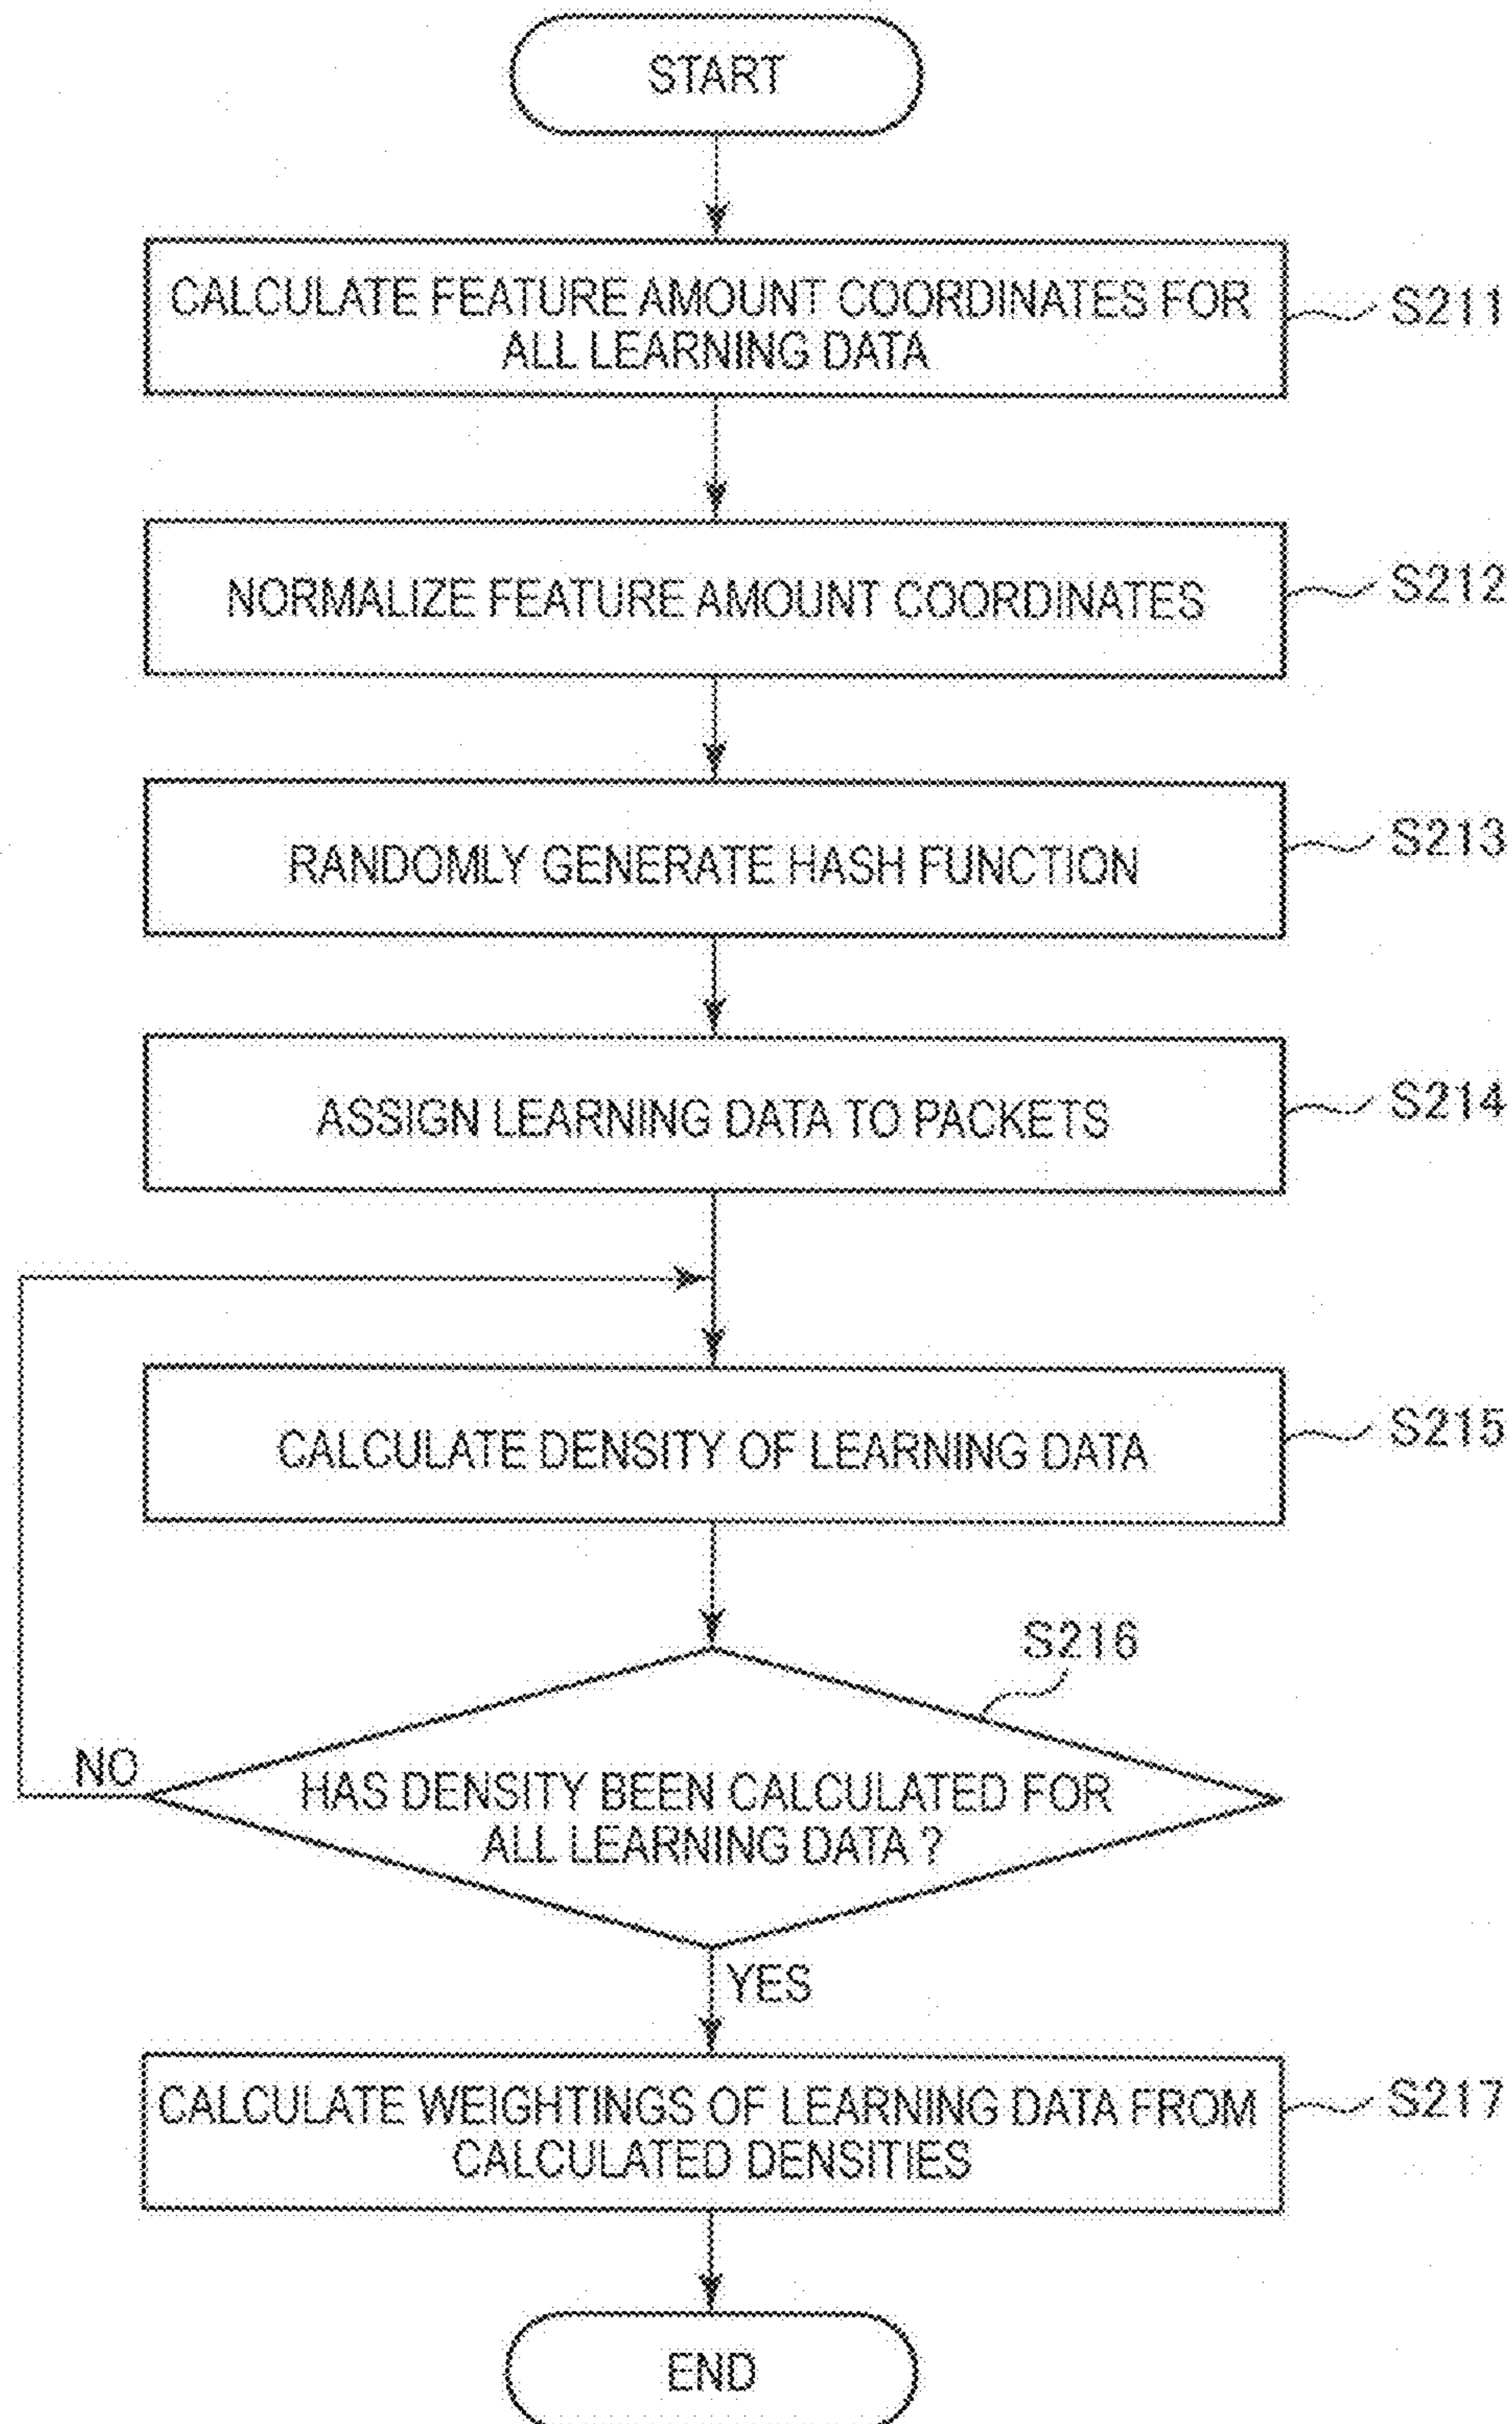 START
CALCULATE FEATURE AMOUNT COORDINATES FOR
ALL LEARNING DATA
S211
NORMALIZE FEATURE AMOUNT COORDINATES
S212
RANDOMLY GENERATE HASH FUNCTION
S213
ASSIGN LEARNING DATA TO PACKETS
S214
CALCULATE DENSITY OF LEARNING DATA
S215
S216
NO
HAS DENSITY BEEN CALCULATED FOR
ALL LEARNING DATA ?
YES
CALCULATE WEIGHTINGS OF LEARNING DATA FROM
CALCULATED DENSITIES
S217
END